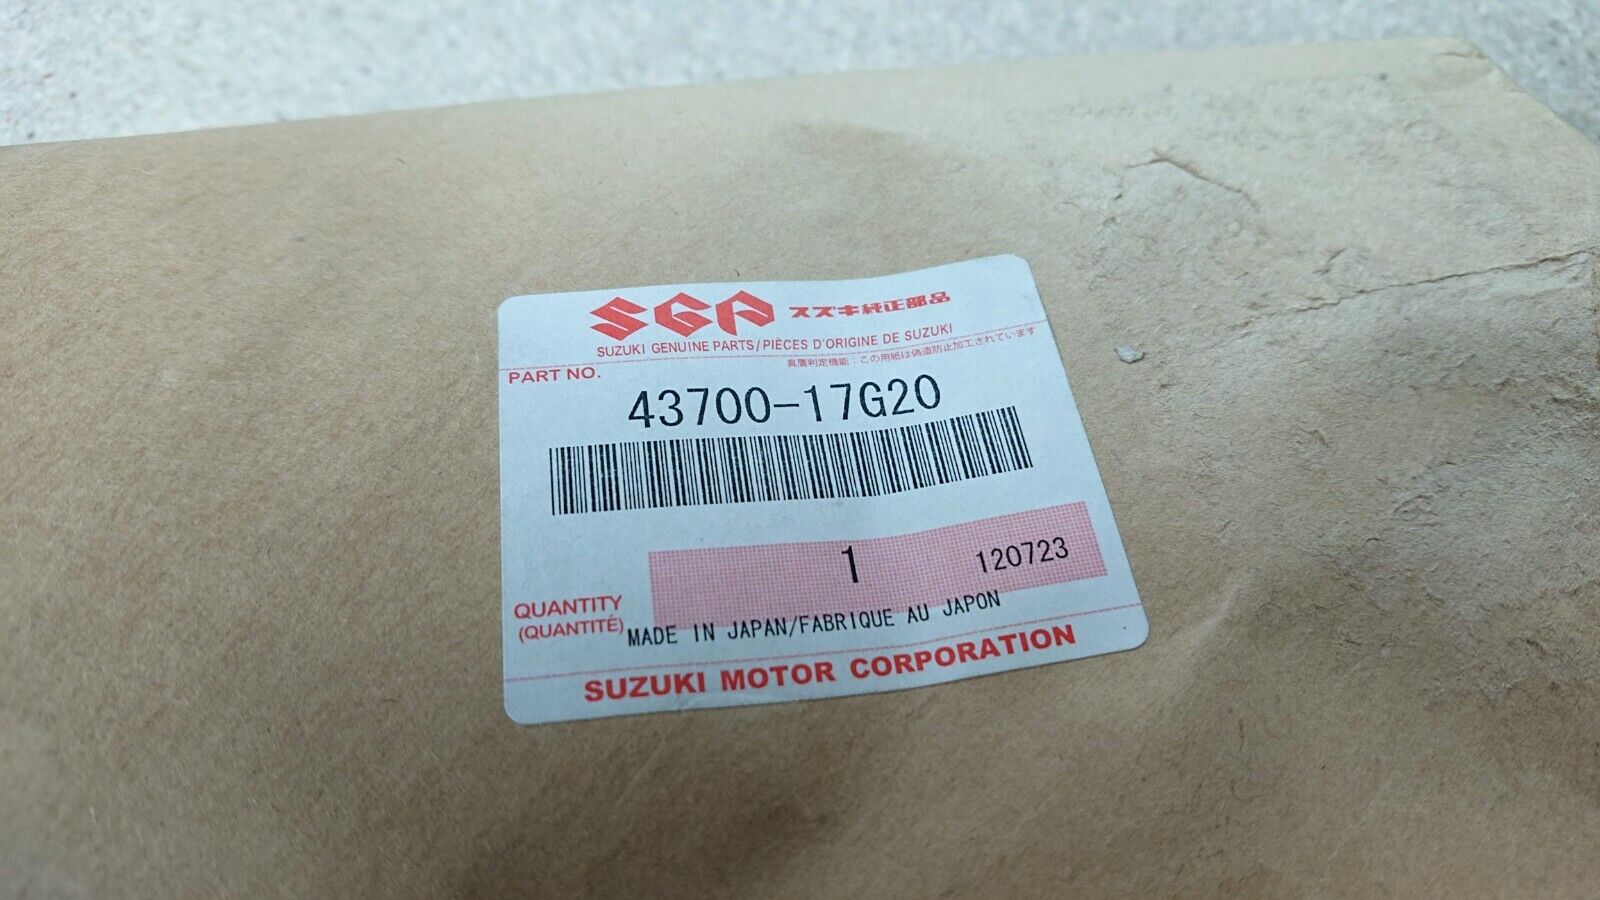 SGP スズキ純正部品
SUZUKI GENUINE PARTS/PIÈCES D'ORIGINE DE SUZUKI
真贋判定機能:この用紙は偽造防止加工されています
PART NO.
43700-17G20
1 120723
QUANTITY
(QUANTITÉ)
MADE IN JAPAN/FABRIQUE AU JAPON
SUZUKI MOTOR CORPORATION